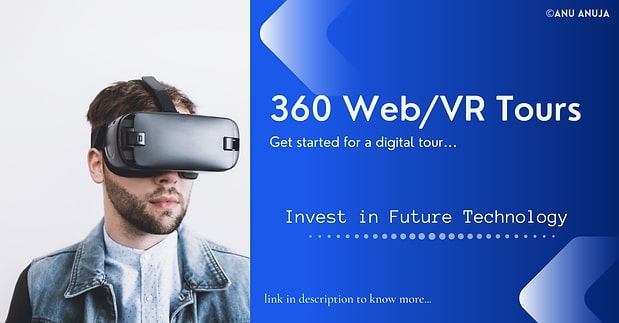 ©ANU ANUJA
360 Web/VR Tours
Get started for a digital tour...
Invest in Future Technology
link in description to know more...